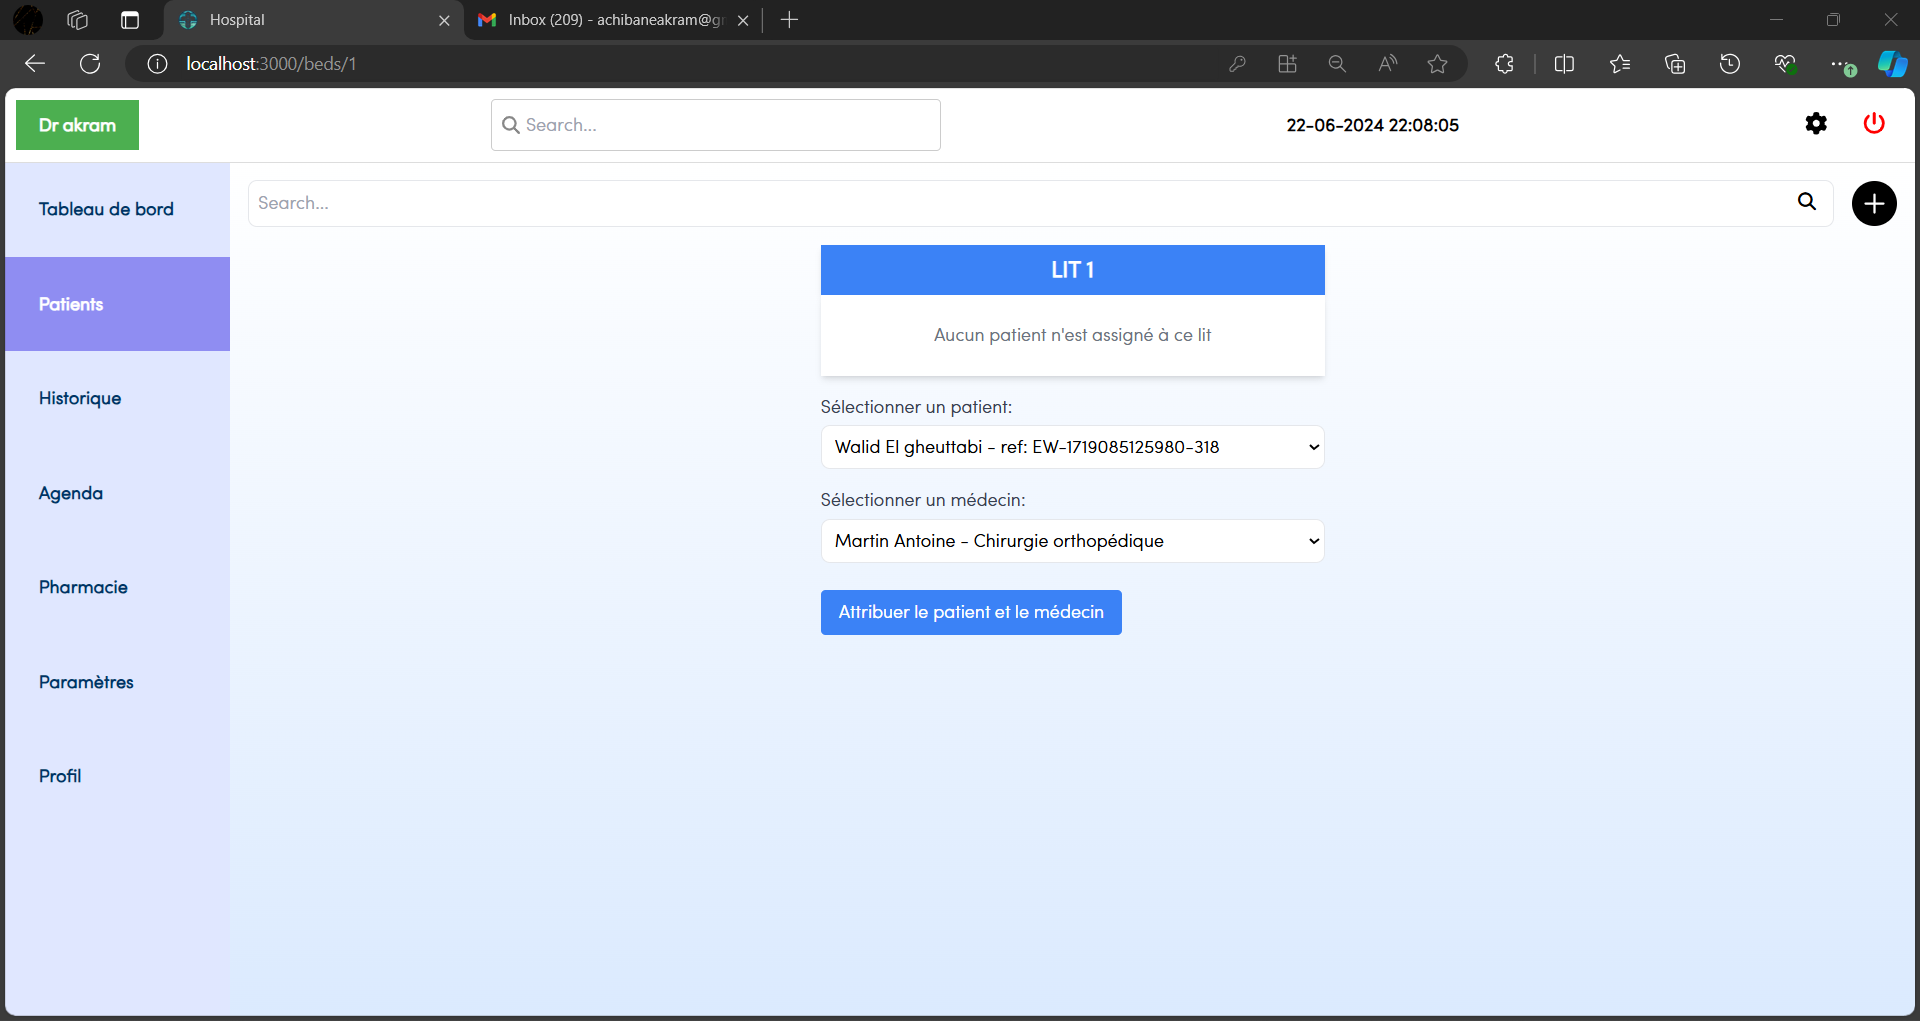 Hospital
Inbox (209) - achibaneakram@g
localhost:3000/beds/1
Dr akram
Search...
22-06-2024 22:08:05
Tableau de bord
Patients
Historique
Agenda
Pharmacie
Paramètres
Profil
Search...
LIT 1
Aucun patient n'est assigné à ce lit
Sélectionner un patient:
Walid El gheuttabi - ref: EW-1719085125980-318
Sélectionner un médecin:
Martin Antoine - Chirurgie orthopédique
Attribuer le patient et le médecin